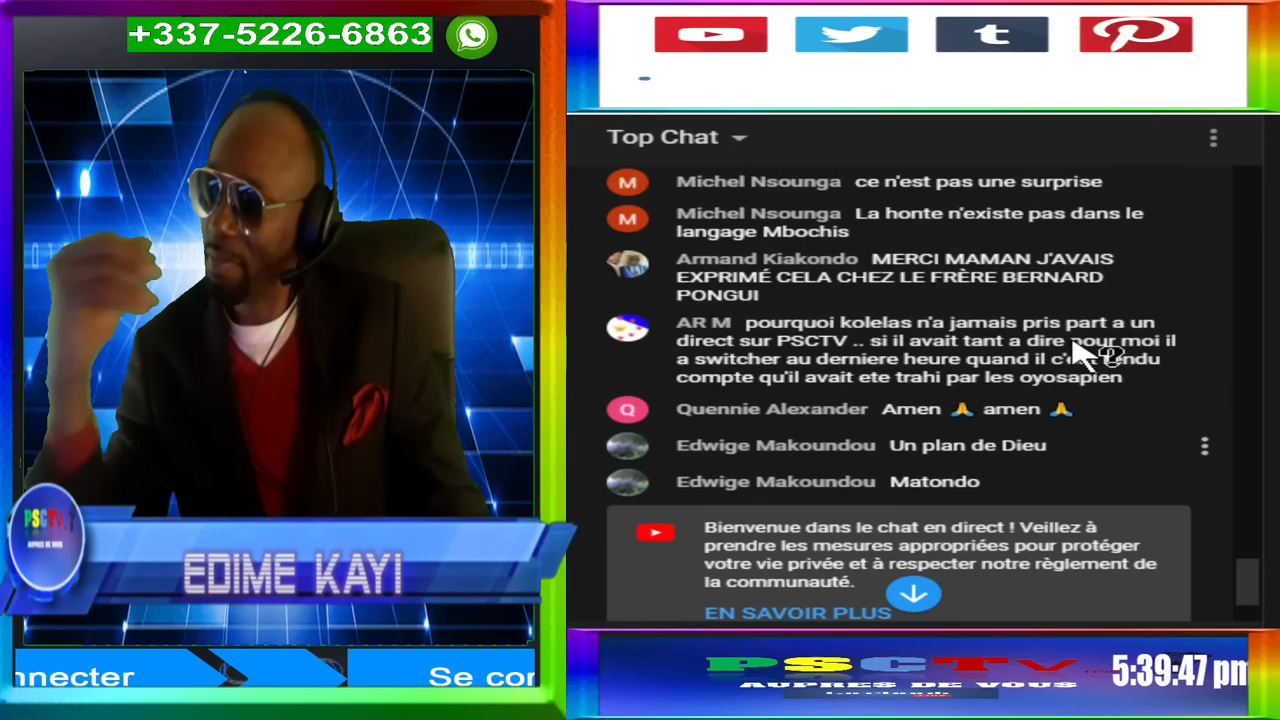 +337-5226-6863
PSCTV
AUPRES DE VOUS
EDIME KAYI
nnecter
Se con
Top Chat
M Michel Nsounga ce n'est pas une surprise
M Michel Nsounga La honte n'existe pas dans le
langage Mbochis
Armand Kiakondo MERCI MAMAN J'AVAIS
EXPRIMÉ CELA CHEZ LE FRÈRE BERNARD
PONGUI
AR M pourquoi kolelas n'a jamais pris part a un
direct sur PSCTV .. si il avait tant a dire pour moi il
a switcher au derniere heure quand il
compte qu'il avait ete trahi par les oyosapien
Q Quennie Alexander Amen 🙏 amen 🙏
Edwige Makoundou Un plan de Dieu
Edwige Makoundou Matondo
Bienvenue dans le chat en direct ! Veillez à
prendre les mesures appropriées pour protéger
votre vie privée et à respecter notre règlement de
la communauté.
EN SAVOIR PLUS
PSCTV
AUPRES DE VOUS
5:39:47 pm